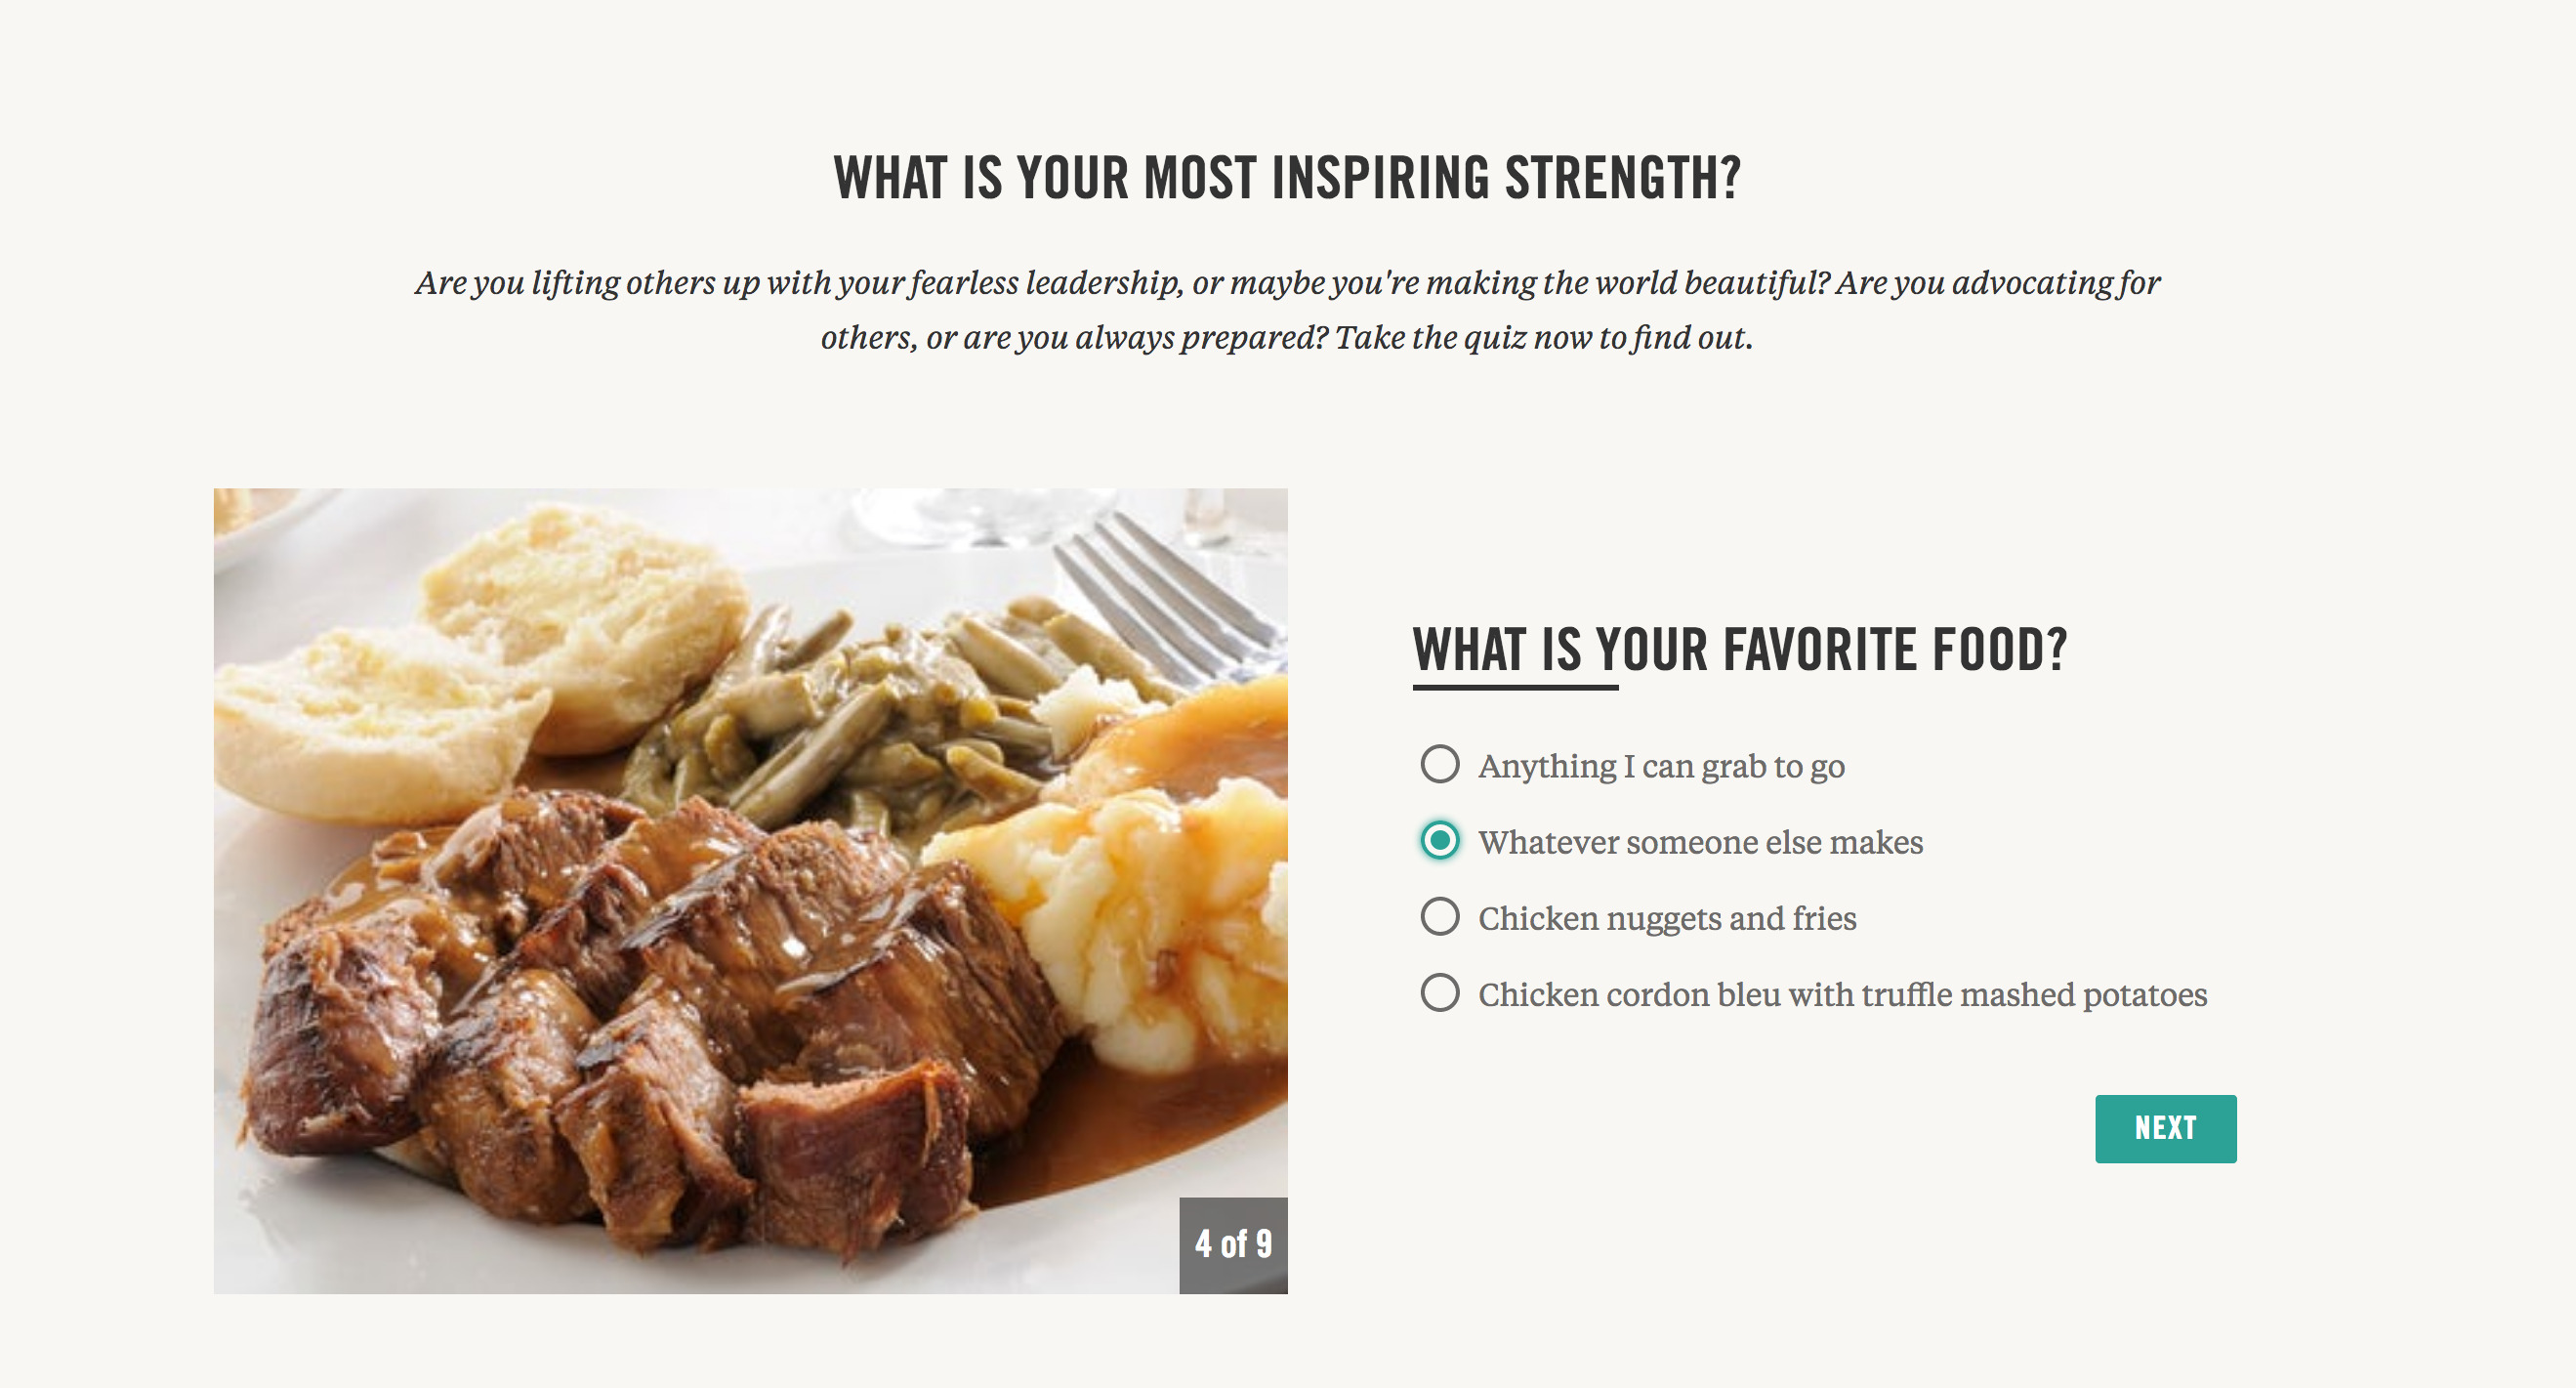 WHAT IS YOUR MOST INSPIRING STRENGTH?
Are you lifting others up with your fearless leadership, or maybe you're making the world beautiful? Are you advocating for
others, or are you always prepared? Take the quiz now to find out.
4 of 9
WHAT IS YOUR FAVORITE FOOD?
Anything I can grab to go
Whatever someone else makes
Chicken nuggets and fries
Chicken cordon bleu with truffle mashed potatoes
NEXT